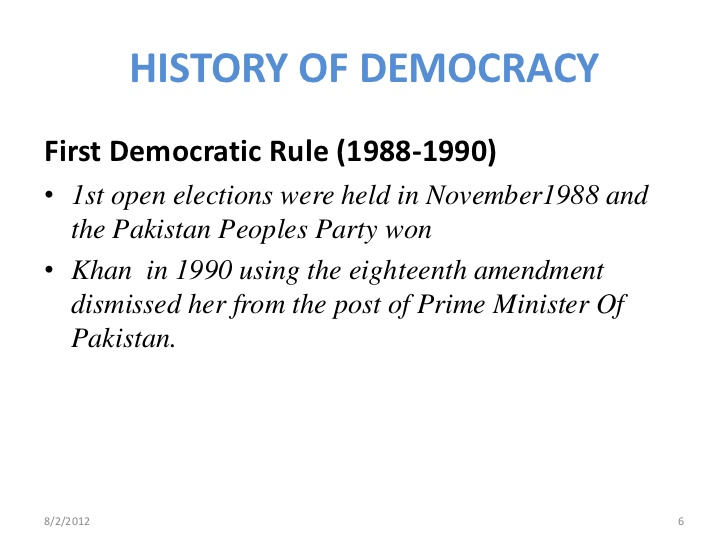 HISTORY OF DEMOCRACY
First Democratic Rule (1988-1990)
• 1st open elections were held in November1988 and
the Pakistan Peoples Party won
• Khan in 1990 using the eighteenth amendment
dismissed her from the post of Prime Minister Of
Pakistan.
8/2/2012 6